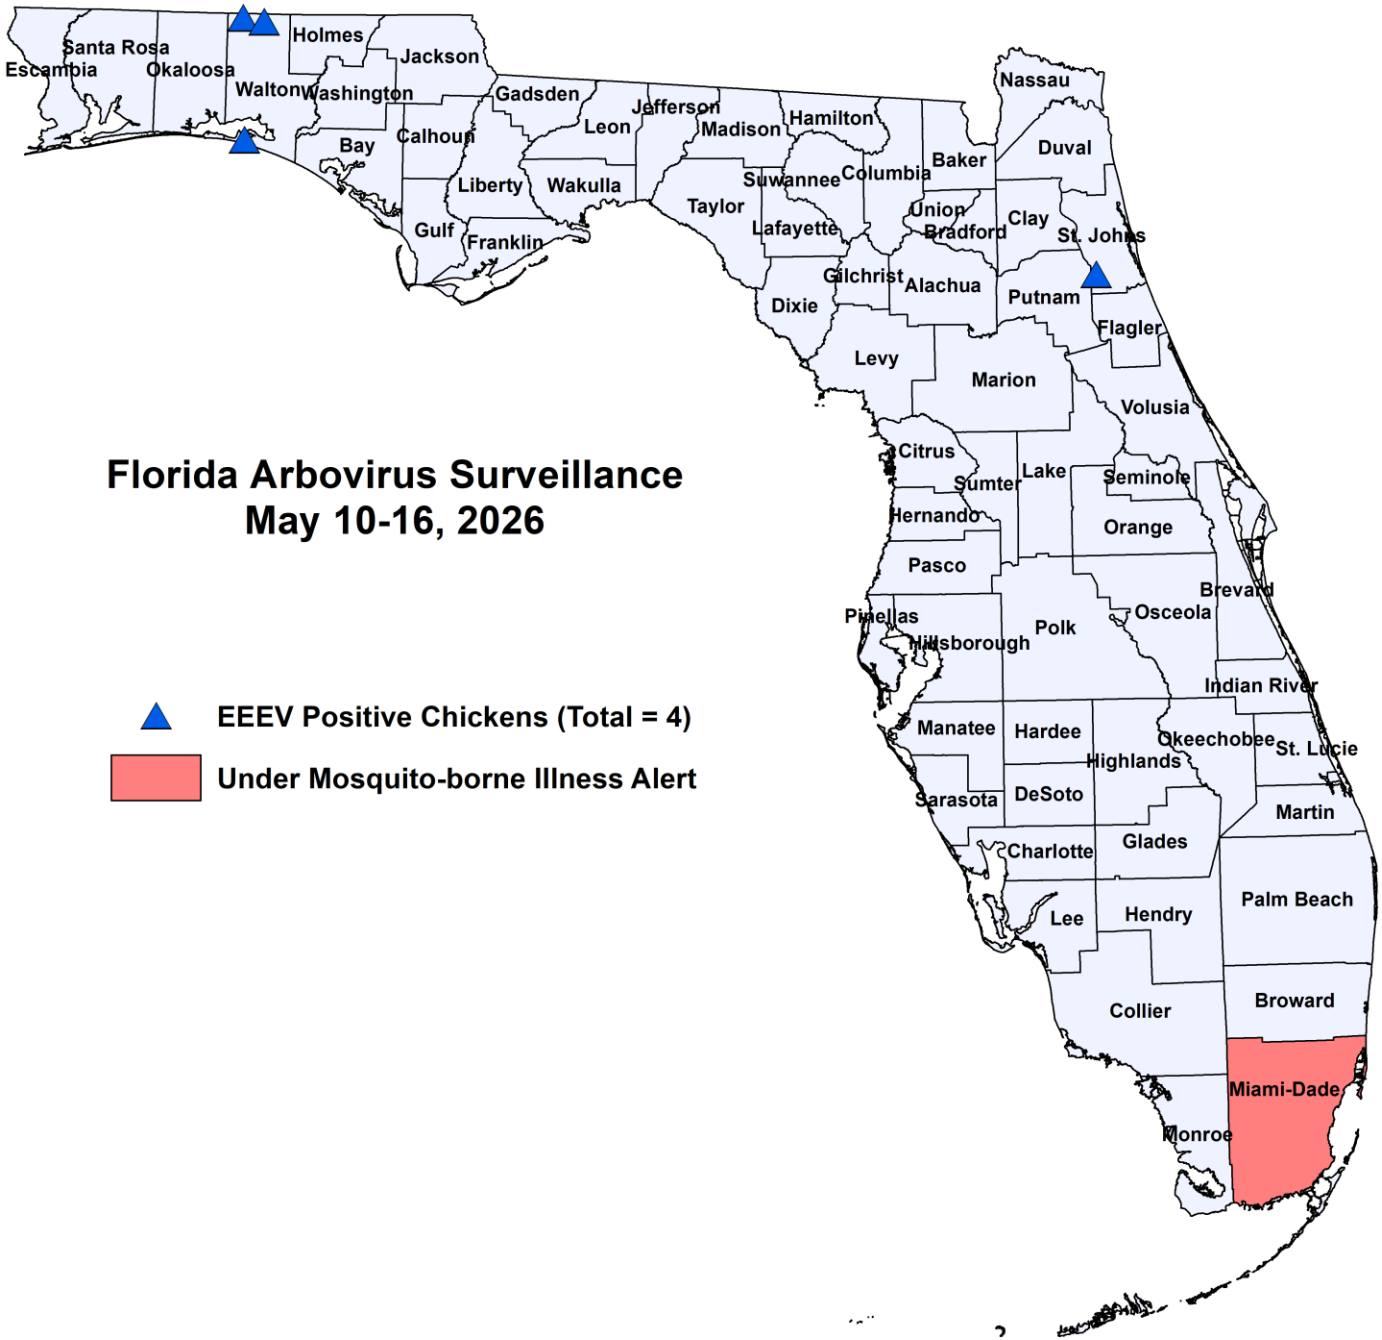 Nassau
Holmes
Santa Rosa
Jackson
Escambia
Okaloosa
Walton
Washington
Gadsden
Jefferson
Hamilton
Leon
Madison
Calhoun
Bay
Duval
Baker
Columbia
Suwannee
Liberty
Wakulla
Taylor
Union
Clay
Lafayette
Bradford
St. Johns
Gulf
Franklin
Gilchrist
Alachua
Putnam
Dixie
Flagler
Levy
Marion
Volusia
Citrus
Lake
Seminole
Sumter
Hernando
Orange
Florida Arbovirus Surveillance
May 10-16, 2026
Pasco
Brevard
Osceola
Pinellas
Polk
Hillsborough
Indian River
Manatee
Hardee
Okeechobee
St. Lucie
Highlands
EEEV Positive Chickens (Total = 4)
Under Mosquito-borne Illness Alert
Sarasota
DeSoto
Martin
Glades
Charlotte
Palm Beach
Hendry
Lee
Broward
Collier
Miami-Dade
Monroe